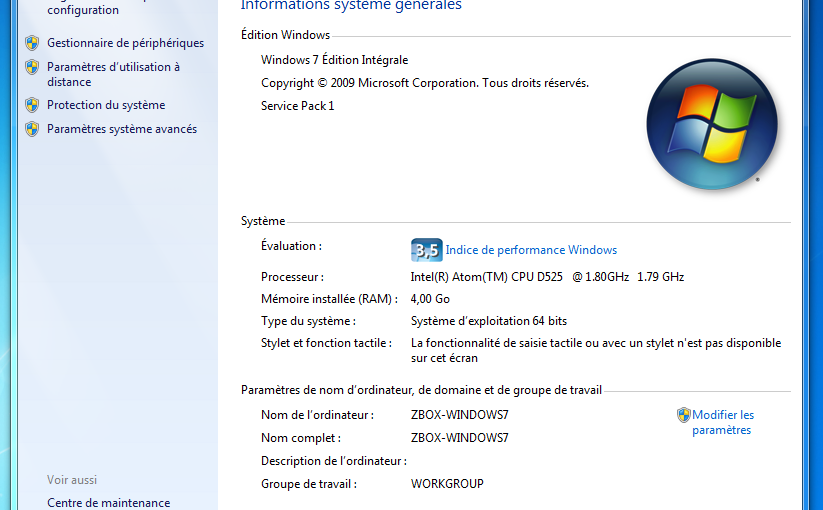 configuration
Gestionnaire de périphériques
Paramètres d'utilisation à
distance
Protection du système
Paramètres système avancés
Voir aussi
Centre de maintenance
Informations système générales
Édition Windows
Windows 7 Édition Intégrale
Copyright © 2009 Microsoft Corporation. Tous droits réservés.
Service Pack 1
Système
Évaluation :
3,5 Indice de performance Windows
Processeur : Intel(R) Atom(TM) CPU D525 @ 1.80GHz 1.79 GHz
Mémoire installée (RAM) : 4,00 Go
Type du système : Système d'exploitation 64 bits
Stylet et fonction tactile : La fonctionnalité de saisie tactile ou avec un stylet n'est pas disponible
sur cet écran
Paramètres de nom d'ordinateur, de domaine et de groupe de travail
Nom de l'ordinateur : ZBOX-WINDOWS7
Modifier les
paramètres
Nom complet : ZBOX-WINDOWS7
Description de l'ordinateur :
Groupe de travail : WORKGROUP